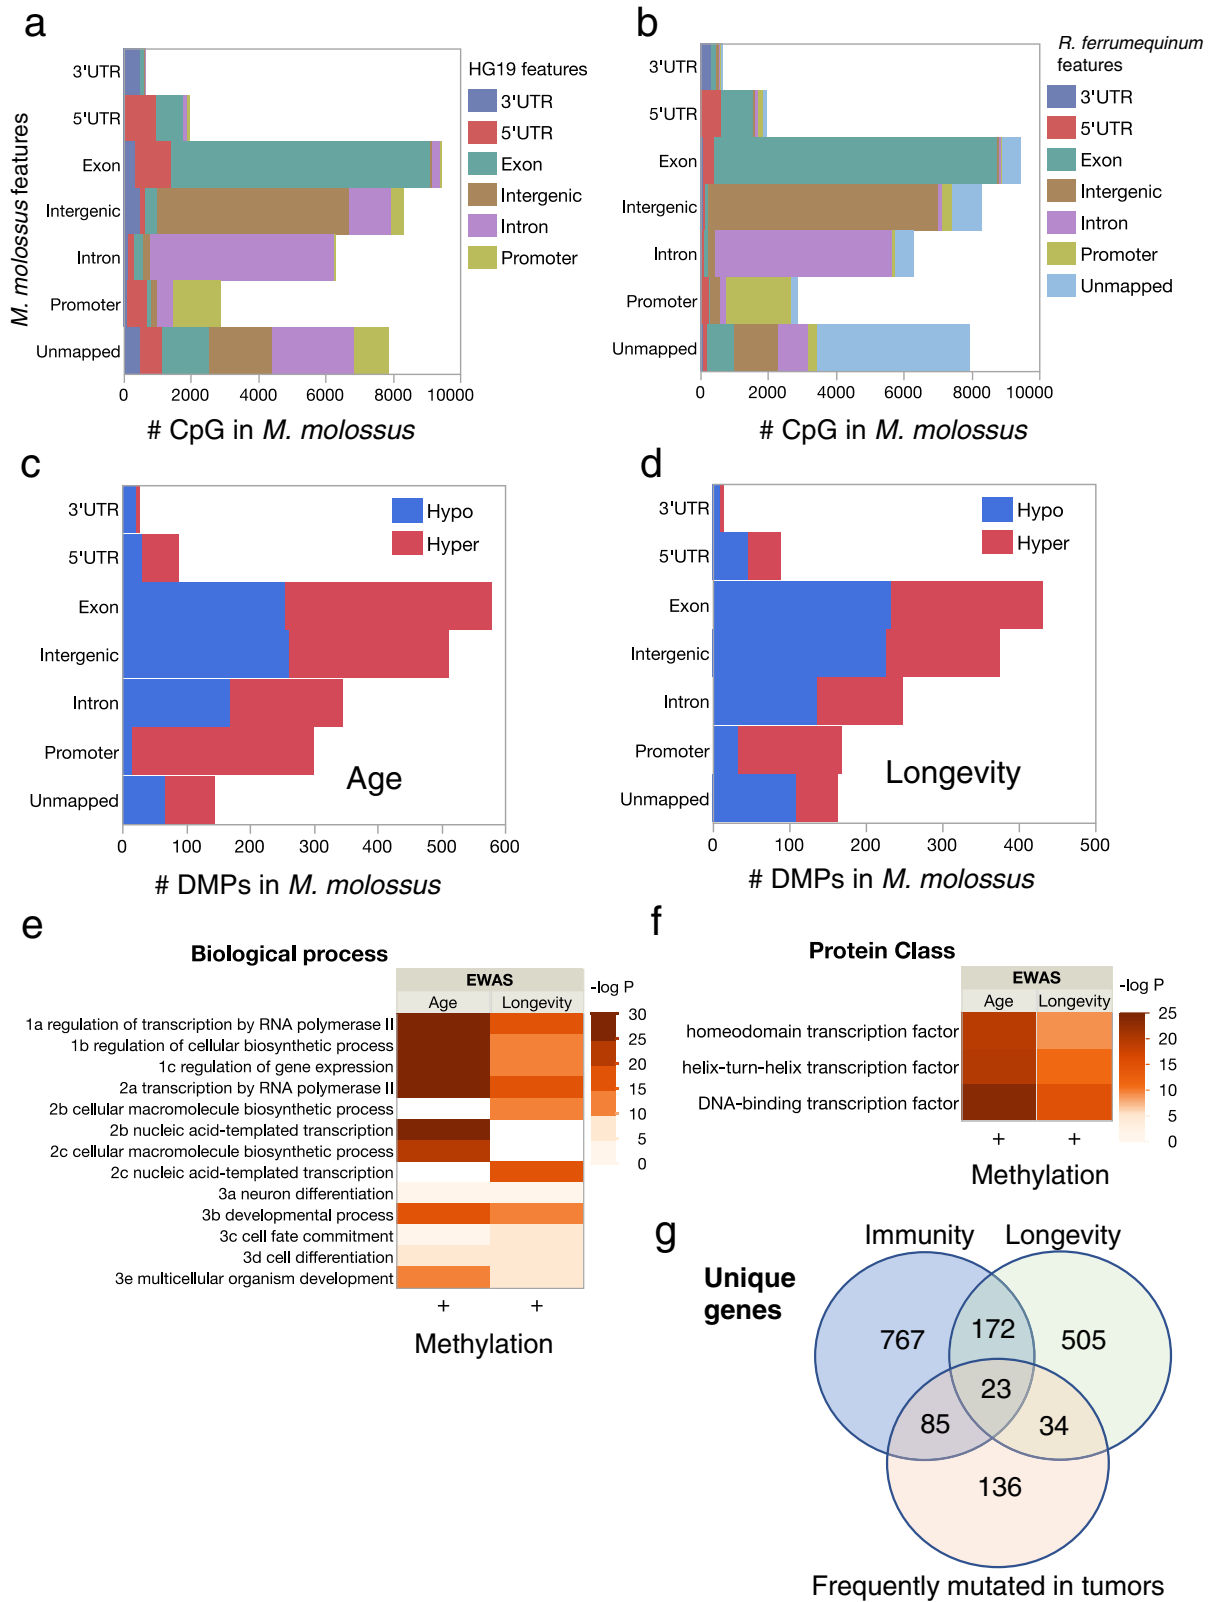 a
3'UTR
5'UTR
Exon
Intergenic
Intron
Promoter
Unmapped
M. molossus features
0 2000 4000 6000 8000 10000
# CpG in M. molossus
HG19 features
3'UTR
5'UTR
Exon
Intergenic
Intron
Promoter
b
3'UTR
5'UTR
Exon
Intergenic
Intron
Promoter
Unmapped
0 2000 4000 6000 8000 10000
# CpG in M. molossus
R. ferrumequinum
features
3'UTR
5'UTR
Exon
Intergenic
Intron
Promoter
Unmapped
c
3'UTR
5'UTR
Exon
Intergenic
Intron
Promoter
Unmapped
Hypo
Hyper
Age
0 100 200 300 400 500 600
# DMPs in M. molossus
d
3'UTR
5'UTR
Exon
Intergenic
Intron
Promoter
Unmapped
Hypo
Hyper
Longevity
0 100 200 300 400 500
# DMPs in M. molossus
e
Biological process
EWAS
Age Longevity
-log P
30
25
20
15
10
5
0
1a regulation of transcription by RNA polymerase II
1b regulation of cellular biosynthetic process
1c regulation of gene expression
2a transcription by RNA polymerase II
2b cellular macromolecule biosynthetic process
2b nucleic acid-templated transcription
2c cellular macromolecule biosynthetic process
2c nucleic acid-templated transcription
3a neuron differentiation
3b developmental process
3c cell fate commitment
3d cell differentiation
3e multicellular organism development
+ +
Methylation
f
Protein Class
EWAS
Age Longevity
-log P
25
20
15
10
5
0
homeodomain transcription factor
helix-turn-helix transcription factor
DNA-binding transcription factor
+ +
Methylation
g
Unique
genes
Immunity Longevity
767 172 505
23
85 34
136
Frequently mutated in tumors